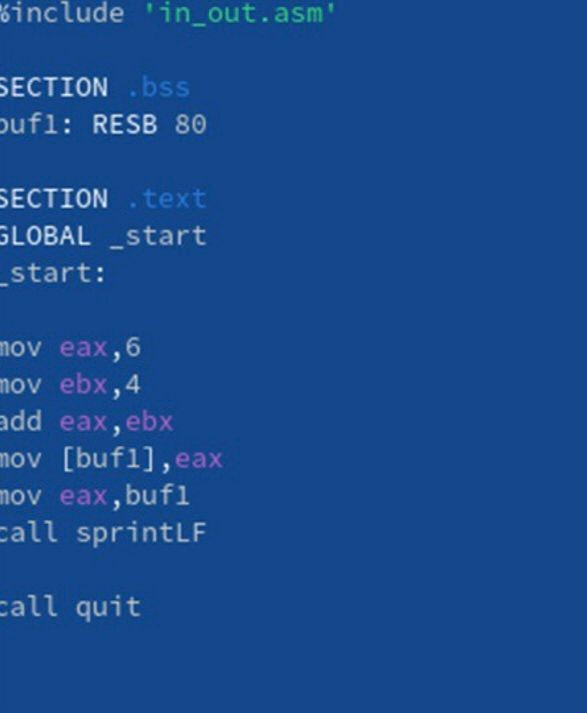 %include 'in_out.asm'
SECTION .bss
buf1: RESB 80
SECTION .text
GLOBAL _start
_start:
mov eax,6
mov ebx,4
add eax,ebx
mov [buf1],eax
mov eax,buf1
call sprintLF
call quit